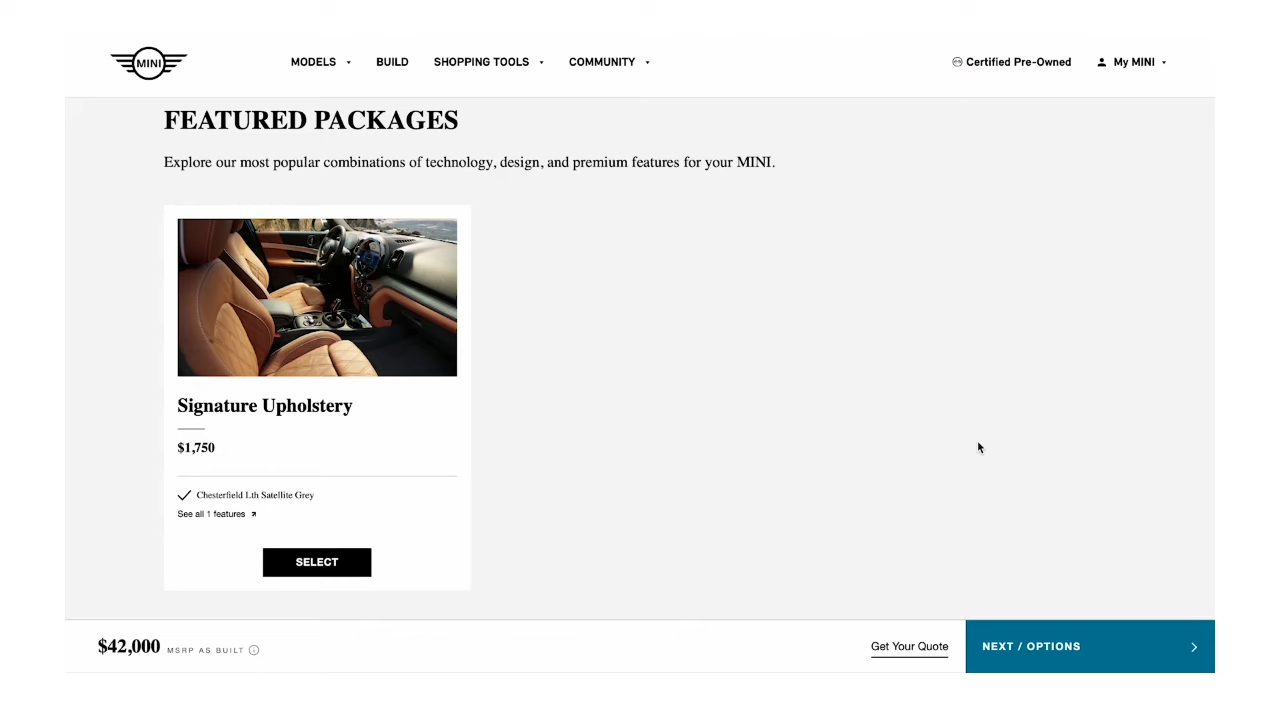 MINI
MODELS
BUILD
SHOPPING TOOLS
COMMUNITY
Certified Pre-Owned
My MINI
FEATURED PACKAGES
Explore our most popular combinations of technology, design, and premium features for your MINI.
Signature Upholstery
$1,750
Chesterfield Lth Satellite Grey
See all 1 features
SELECT
$42,000 MSRP AS BUILT
Get Your Quote
NEXT / OPTIONS